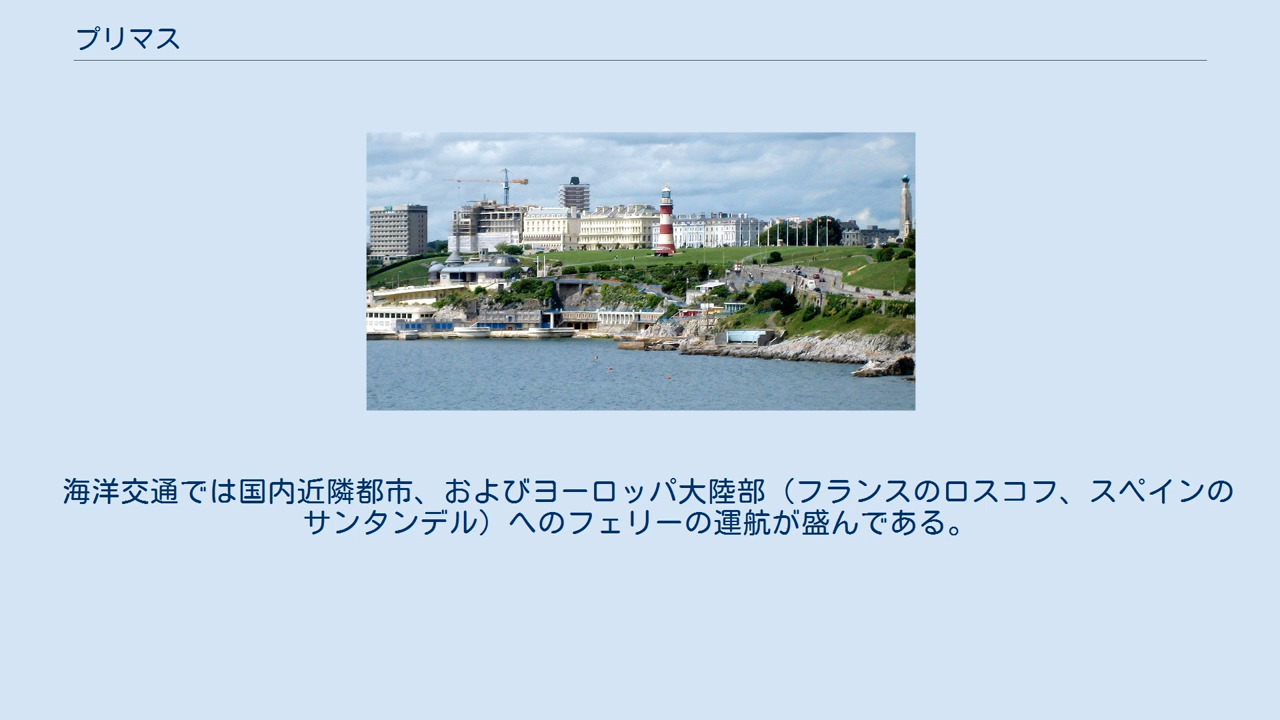 プリマス
海洋交通では国内近隣都市、およびヨーロッパ大陸部（フランスのロスコフ、スペインの
サンタンデル）へのフェリーの運航が盛んである。